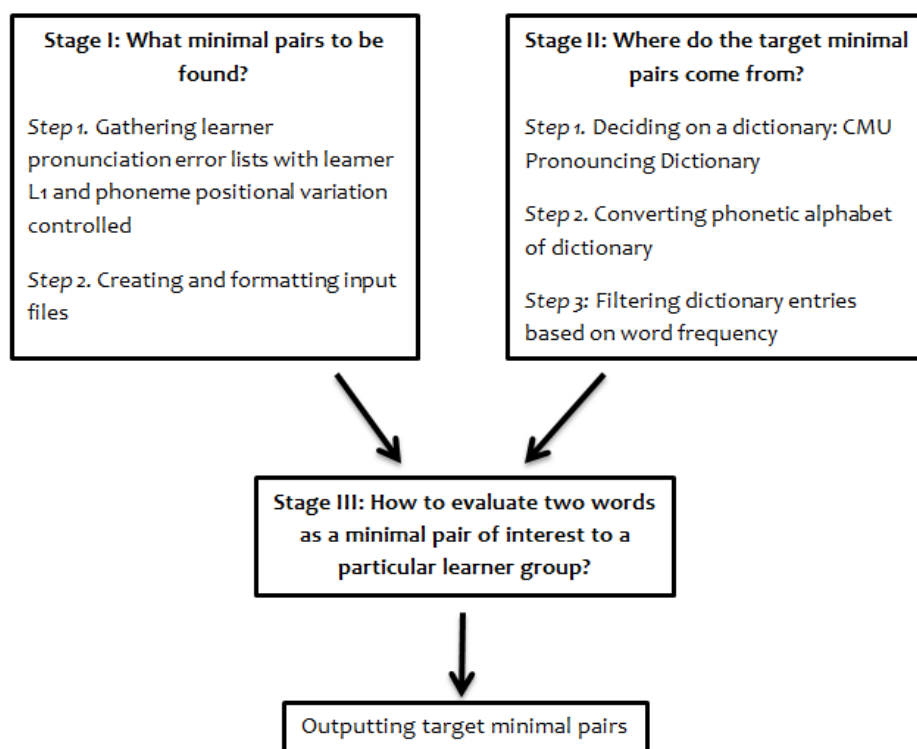 Stage I: What minimal pairs to be
found?
Step 1. Gathering learner
pronunciation error lists with learner
L1 and phoneme positional variation
controlled
Step 2. Creating and formatting input
files
Stage II: Where do the target minimal
pairs come from?
Step 1. Deciding on a dictionary: CMU
Pronouncing Dictionary
Step 2. Converting phonetic alphabet
of dictionary
Step 3: Filtering dictionary entries
based on word frequency
Stage III: How to evaluate two words
as a minimal pair of interest to a
particular learner group?
Outputting target minimal pairs